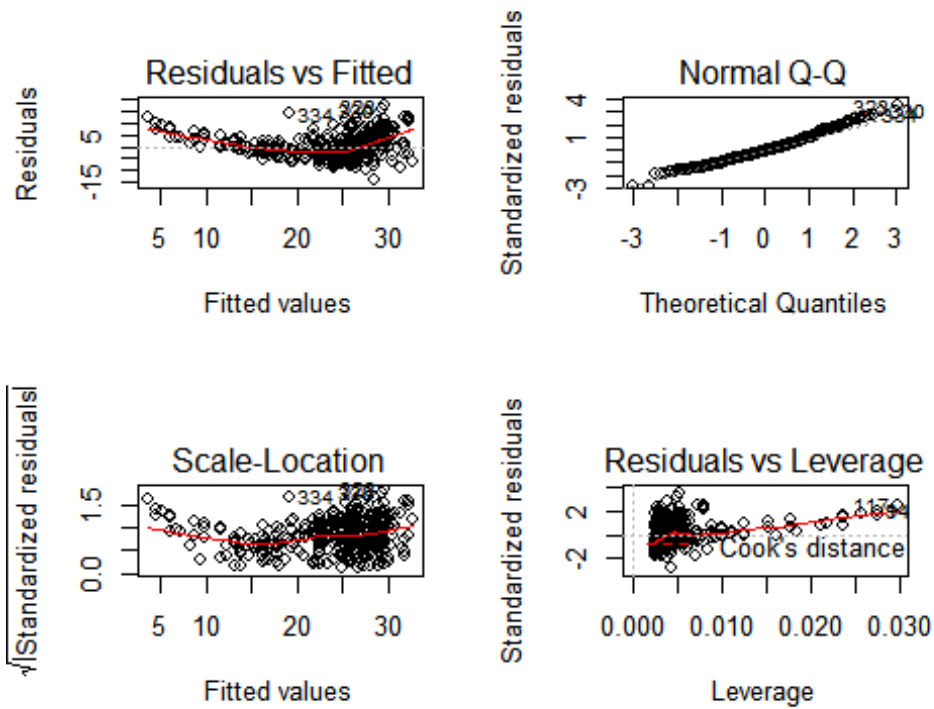 Residuals vs Fitted
Residuals
5
-15
5 10 20 30
334
Fitted values
Normal Q-Q
Standardized residuals
4
1
-3
-3 -1 0 1 2 3
Theoretical Quantiles
Scale-Location
√|Standardized residuals|
1.5
0.0
5 10 20 30
334
Fitted values
Residuals vs Leverage
Standardized residuals
2
-2
Cook's distance
0.000 0.010 0.020 0.030
Leverage